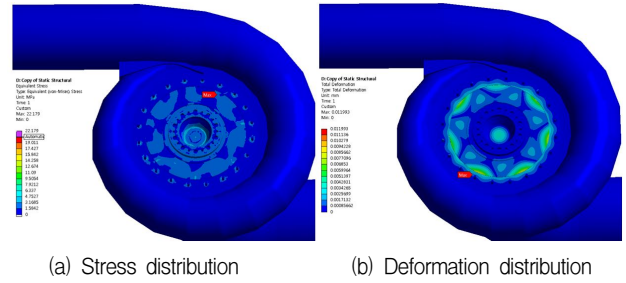 D: Copy of Static Structural
Equivalent Stress
Type: Equivalent (von-Mises) Stress
Unit: MPa
Time: 1
Custom
Max: 22.179
Min: 0
22.179
Automatic
19.011
17.427
15.842
14.258
12.674
11.09
9.5054
7.9212
6.337
4.7527
3.1685
1.5842
0
Max
D: Copy of Static Structural
Total Deformation
Type: Total Deformation
Unit: mm
Time: 1
Custom
Max: 0.011993
Min: 0
0.011993
0.011136
0.010279
0.0094228
0.0085662
0.0077096
0.006853
0.0059964
0.0051397
0.0042831
0.0034265
0.0025699
0.0017132
0.00085662
0
Max
(a) Stress distribution
(b) Deformation distribution